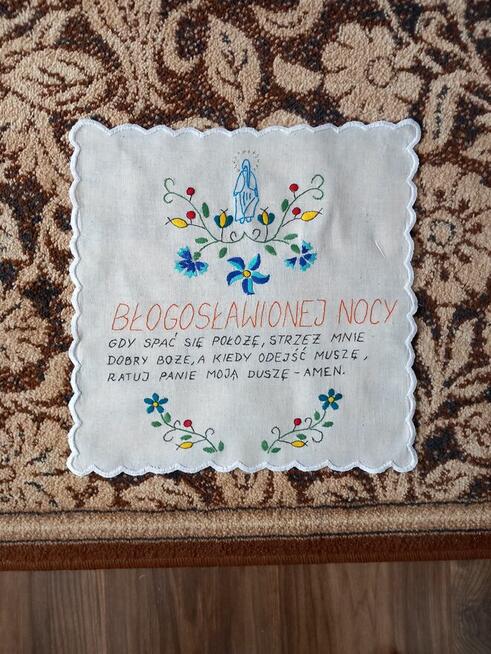 BŁOGOSŁAWIONEJ NOCY
GDY SPAĆ SIĘ POŁOŻĘ, STRZEŻ MNIE
DOBRY BOŻE, A KIEDY ODEJŚĆ MUSZĘ,
RATUJ PANIE MOJĄ DUSZĘ - AMEN.